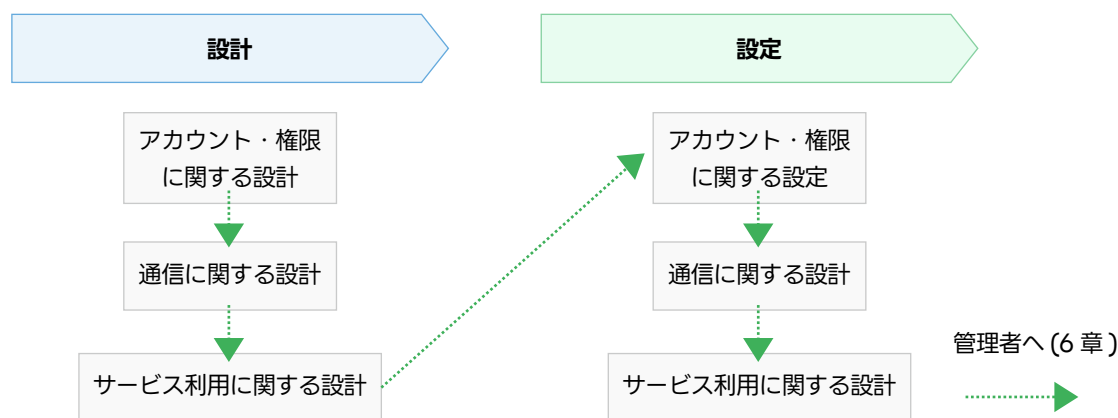 設計
アカウント・権限
に関する設計
通信に関する設計
サービス利用に関する設計
設定
アカウント・権限
に関する設定
通信に関する設計
サービス利用に関する設計
管理者へ (6 章 )